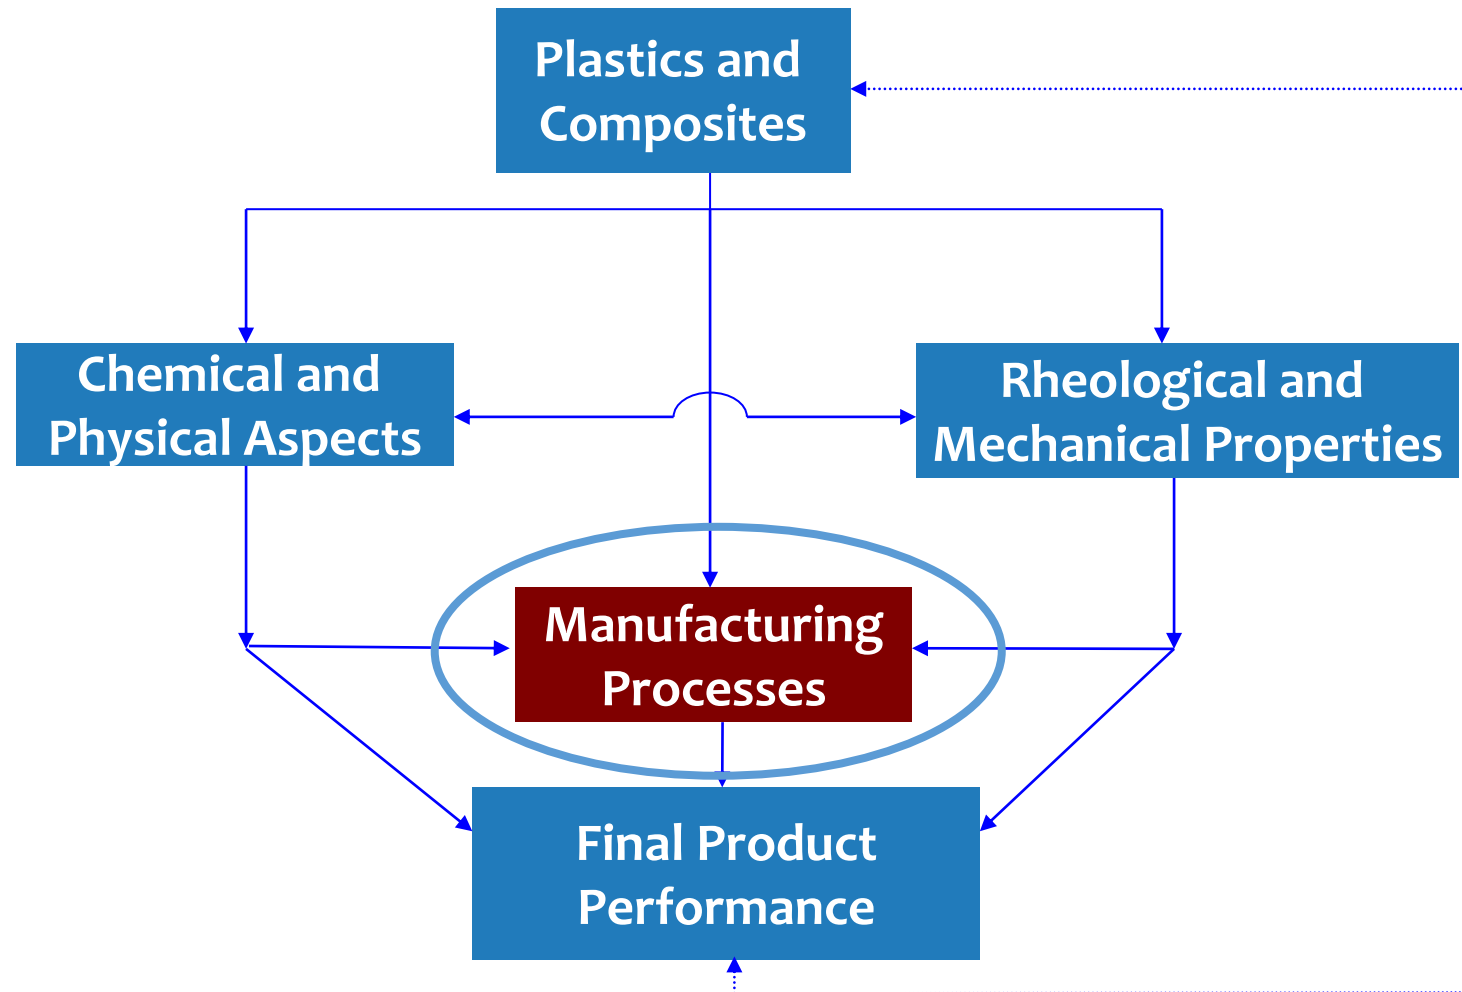 Plastics and
Composites
Chemical and
Physical Aspects
Rheological and
Mechanical Properties
Manufacturing
Processes
Final Product
Performance